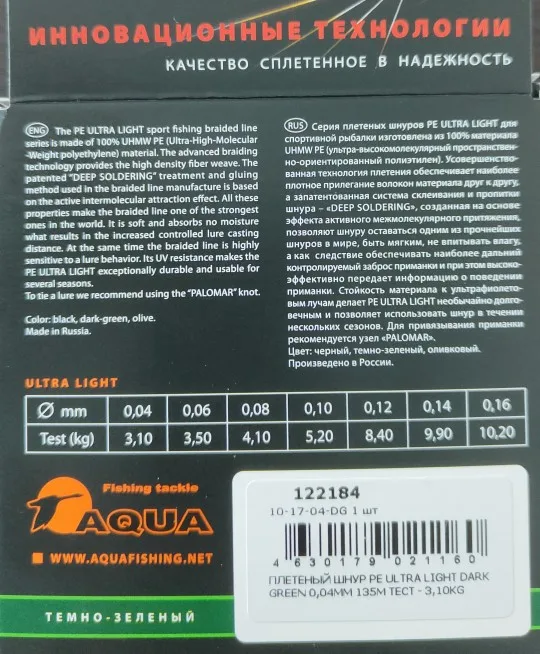 ИННОВАЦИОННЫЕ ТЕХНОЛОГИИ
КАЧЕСТВО СПЛЕТЕННОЕ В НАДЕЖНОСТЬ
ENG The PE ULTRA LIGHT sport fishing braided line
series is made of 100% UHMW PE (Ultra-High-Molecular
-Weight polyethylene) material. The advanced braiding
technology provides the high density fiber weave. The
patented "DEEP SOLDERING" treatment and gluing
method used in the braided line manufacture is based
on the active intermolecular attraction effect. All these
properties make the braided line one of the strongest
ones in the world. It is soft and absorbs no moisture
what results in the increased controlled lure casting
distance. At the same time the braided line is highly
sensitive to a lure behavior. Its UV resistance makes the
PE ULTRA LIGHT exceptionally durable and usable for
several seasons.
To tie a lure we recommend using the "PALOMAR" knot.
Color: black, dark-green, olive.
Made in Russia.
RUS Серия плетеных шнуров PE ULTRA LIGHT для
спортивной рыбалки изготовлена из 100% материала
UHMW PE (ультра-высокомолекулярный пространствен-
но-ориентированный полиэтилен). Усовершенство-
ванная технология плетения обеспечивает наиболее
плотное прилегание волокон материала друг к другу,
а запатентованная система склеивания и пропитки
шнура – «DEEP SOLDERING», созданная на основе
эффекта активного межмолекулярного притяжения,
позволяют шнуру оставаться одним из прочнейших
шнуров в мире, быть мягким, не впитывать влагу,
а как следствие обеспечивать наиболее дальний
контролируемый заброс приманки и при этом высоко-
эффективно передает информацию о поведении
приманки. Стойкость материала к ультрафиолето-
вым лучам делает PE ULTRA LIGHT необычайно долго-
вечным и позволяет использовать шнур в течении
нескольких сезонов. Для привязывания приманки
рекомендуется узел «PALOMAR».
Цвет: черный, темно-зеленый, оливковый.
Произведено в России.
ULTRA LIGHT
Ø mm 0,04 0,06 0,08 0,10 0,12 0,14 0,16
Test (kg) 3,10 3,50 4,10 5,20 8,40 9,90 10,20
Fishing tackle
AQUA
WWW.AQUAFISHING.NET
ТЕМНО-ЗЕЛЕНЫЙ
122184
10-17-04-DG 1 шт
4 630179 021160
ПЛЕТЕНЫЙ ШНУР PE ULTRA LIGHT DARK
GREEN 0,04ММ 135М ТЕСТ - 3,10KG